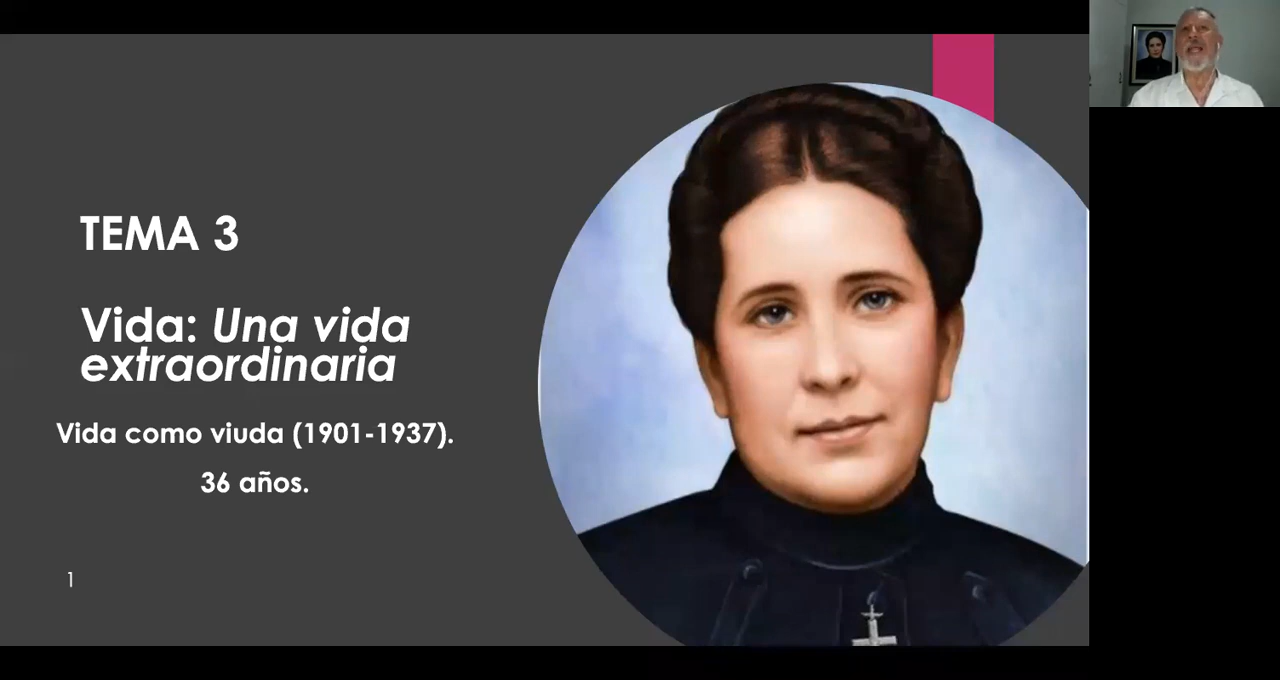 TEMA 3
Vida: Una vida
extraordinaria
Vida como viuda (1901-1937).
36 años.
1